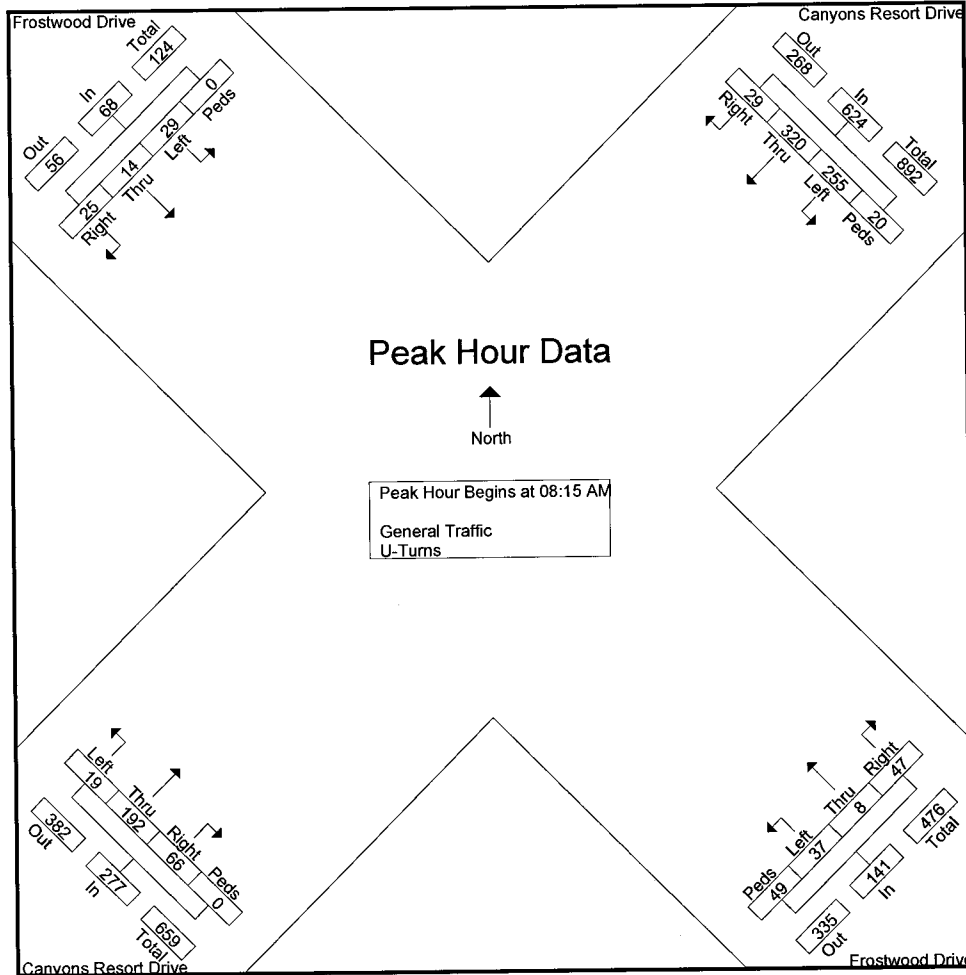 Frostwood Drive
Canyons Resort Drive
Out
In
Total
56
68
124
25
14
29
0
Right
Thru
Left
Peds
Out
In
Total
268
624
892
29
320
255
20
Right
Thru
Left
Peds
Peak Hour Data
North
Peak Hour Begins at 08:15 AM
General Traffic
U-Turns
Left
Thru
Right
Peds
19
192
66
0
382
277
659
Out
In
Total
Canyons Resort Drive
Peds
Left
Thru
Right
49
37
8
47
335
141
476
Out
In
Total
Frostwood Drive